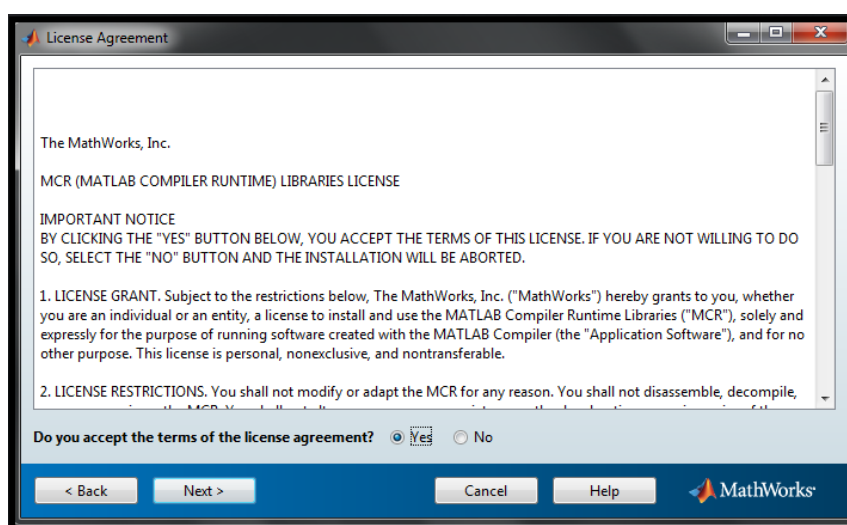 License Agreement
The MathWorks, Inc.
MCR (MATLAB COMPILER RUNTIME) LIBRARIES LICENSE
IMPORTANT NOTICE
BY CLICKING THE "YES" BUTTON BELOW, YOU ACCEPT THE TERMS OF THIS LICENSE. IF YOU ARE NOT WILLING TO DO
SO, SELECT THE "NO" BUTTON AND THE INSTALLATION WILL BE ABORTED.
1. LICENSE GRANT. Subject to the restrictions below, The MathWorks, Inc. ("MathWorks") hereby grants to you, whether
you are an individual or an entity, a license to install and use the MATLAB Compiler Runtime Libraries ("MCR"), solely and
expressly for the purpose of running software created with the MATLAB Compiler (the "Application Software"), and for no
other purpose. This license is personal, nonexclusive, and nontransferable.
2. LICENSE RESTRICTIONS. You shall not modify or adapt the MCR for any reason. You shall not disassemble, decompile,
Do you accept the terms of the license agreement? Yes No
< Back Next > Cancel Help MathWorks